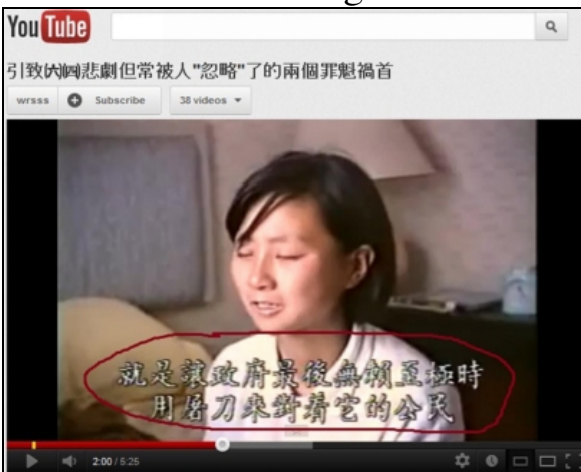 YouTube
引致㈥㈣悲劇但常被人"忽略"了的兩個罪魁禍首
wrsss Subscribe 38 videos
就是讓政府最後無賴至極時
用屠刀來對着它的公民
2:00 / 5:25